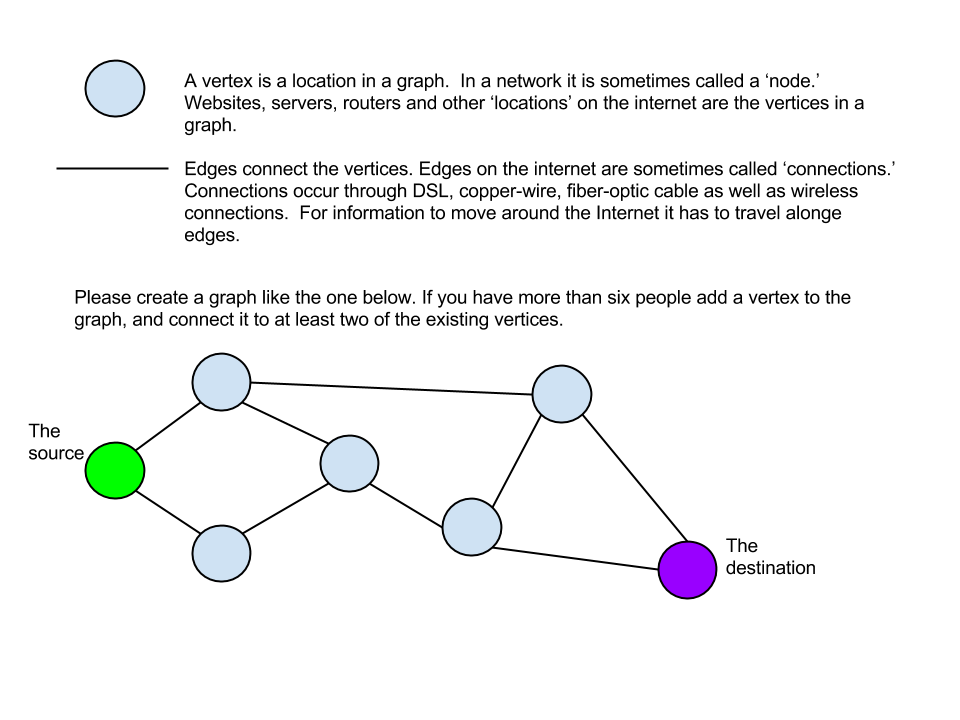 A vertex is a location in a graph.  In a network it is sometimes called a ‘node.’
Websites, servers, routers and other ‘locations’ on the internet are the vertices in a
graph.
Edges connect the vertices. Edges on the internet are sometimes called ‘connections.’
Connections occur through DSL, copper-wire, fiber-optic cable as well as wireless
connections.  For information to move around the Internet it has to travel alonge
edges.
Please create a graph like the one below. If you have more than six people add a vertex to the
graph, and connect it to at least two of the existing vertices.
The
source
The
destination